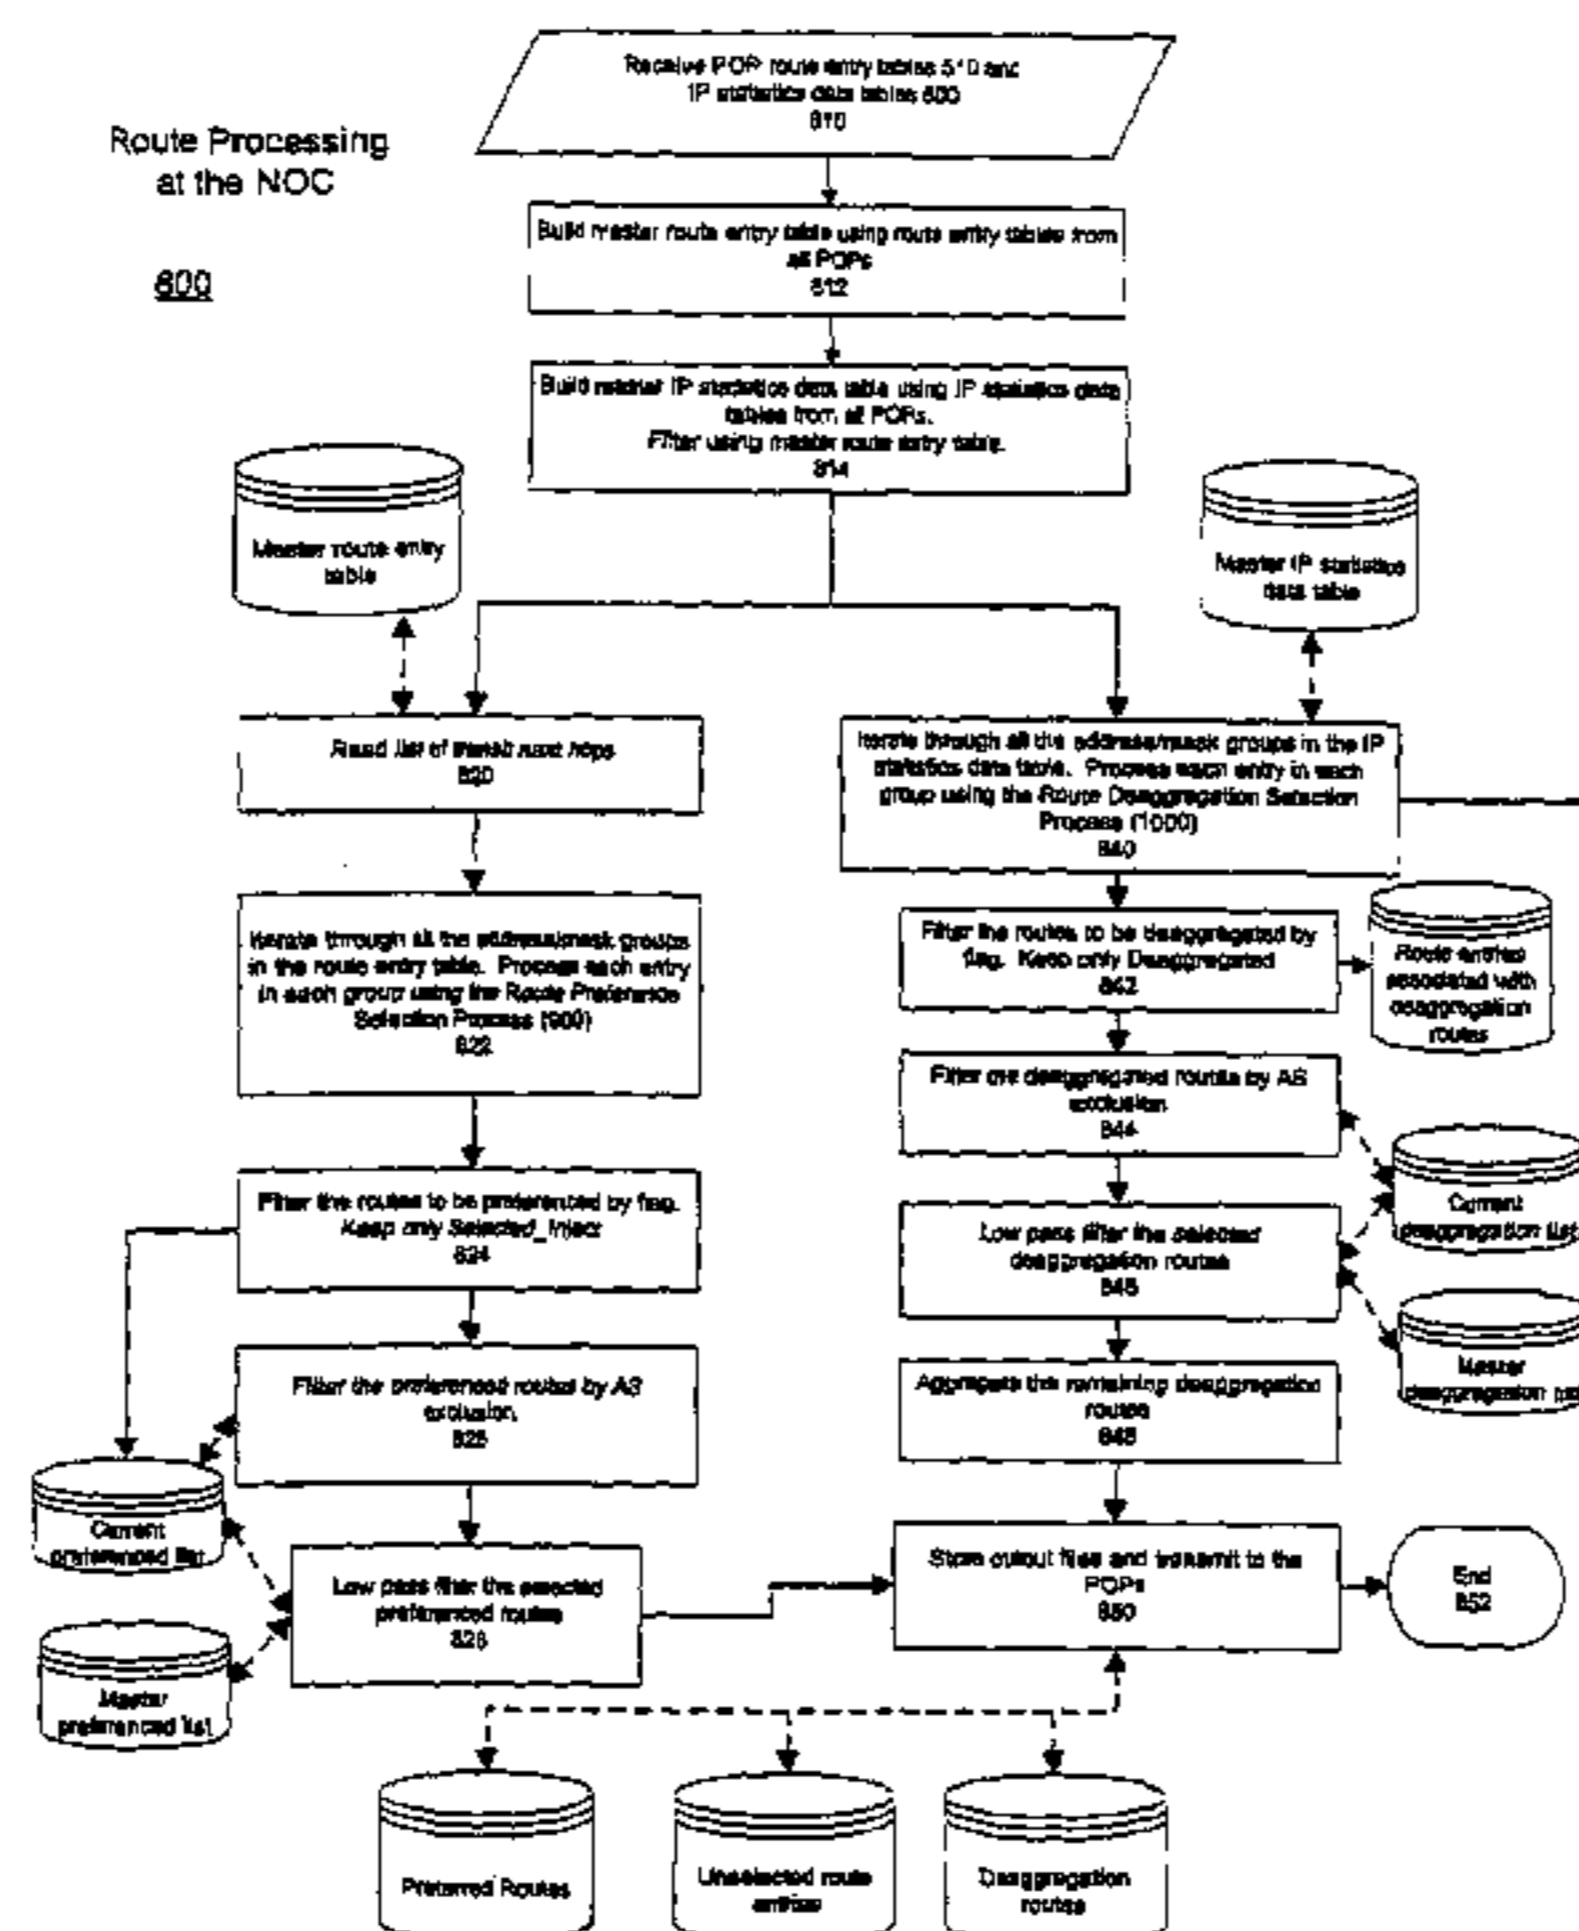 Route Processing
at the NOC
800
Receive POP route entry tables 510 and
IP statistics data tables 600
810
Build master route entry table using route entry tables from
all POPs
812
Build master IP statistics data table using IP statistics data
tables from all POPs.
Filter using master route entry table.
814
Master route entry
table
Master IP statistics
data table
Read list of transit next hops
820
Iterate through all the address/mask groups in the IP
statistics data table. Process each entry in each
group using the Route Deaggregation Selection
Process (1000)
840
Iterate through all the address/mask groups
in the route entry table. Process each entry
in each group using the Route Preference
Selection Process (900)
822
Filter the routes to be deaggregated by
flag. Keep only Deaggregated
842
Route entries
associated with
deaggregation
routes
Filter the deaggregated routes by AS
exclusion
844
Filter the routes to be preferenced by flag.
Keep only Selected_Inject
824
Low pass filter the selected
deaggregation routes
846
Current
deaggregation list
Master
deaggregation
Filter the preferenced routes by AS
exclusion.
826
Aggregate the remaining deaggregation
routes
848
Current
preferenced list
Low pass filter the selected
preferenced routes
828
Store output files and transmit to the
POPs
850
End
852
Master
preferenced list
Preferred Routes
Unselected route
entries
Deaggregation
routes